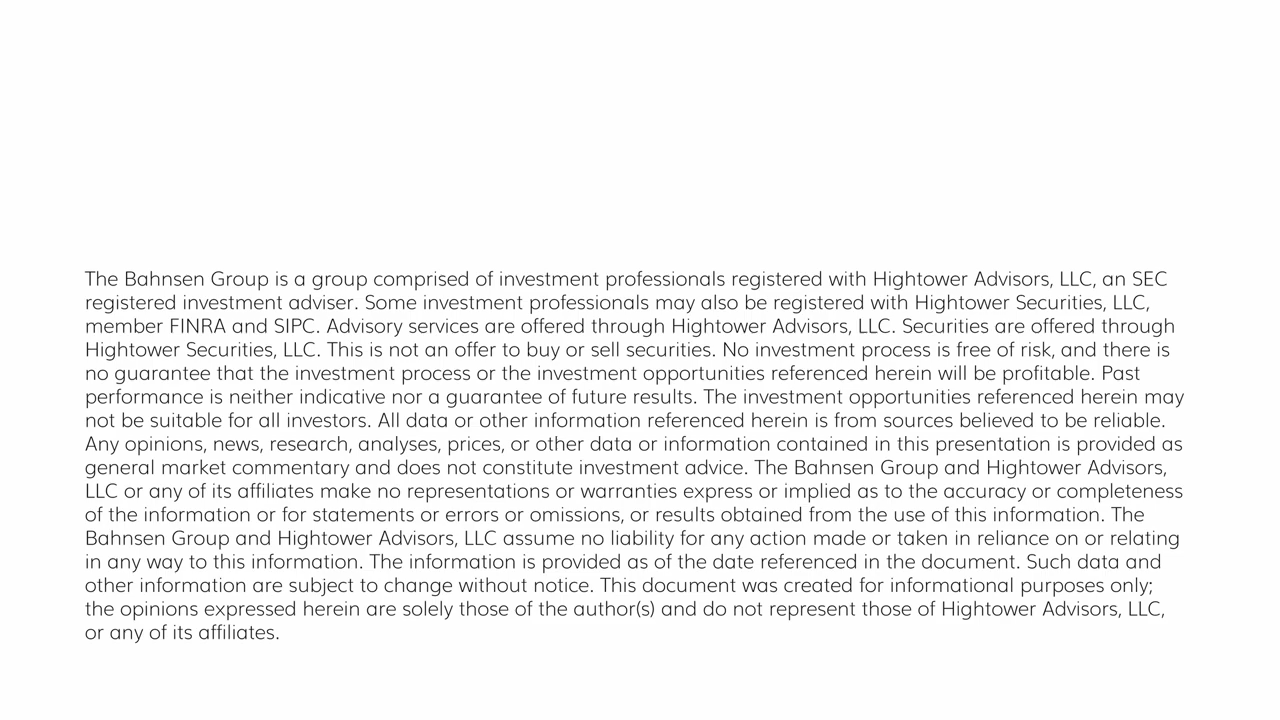 The Bahnsen Group is a group comprised of investment professionals registered with Hightower Advisors, LLC, an SEC
registered investment adviser. Some investment professionals may also be registered with Hightower Securities, LLC,
member FINRA and SIPC. Advisory services are offered through Hightower Advisors, LLC. Securities are offered through
Hightower Securities, LLC. This is not an offer to buy or sell securities. No investment process is free of risk, and there is
no guarantee that the investment process or the investment opportunities referenced herein will be profitable. Past
performance is neither indicative nor a guarantee of future results. The investment opportunities referenced herein may
not be suitable for all investors. All data or other information referenced herein is from sources believed to be reliable.
Any opinions, news, research, analyses, prices, or other data or information contained in this presentation is provided as
general market commentary and does not constitute investment advice. The Bahnsen Group and Hightower Advisors,
LLC or any of its affiliates make no representations or warranties express or implied as to the accuracy or completeness
of the information or for statements or errors or omissions, or results obtained from the use of this information. The
Bahnsen Group and Hightower Advisors, LLC assume no liability for any action made or taken in reliance on or relating
in any way to this information. The information is provided as of the date referenced in the document. Such data and
other information are subject to change without notice. This document was created for informational purposes only;
the opinions expressed herein are solely those of the author(s) and do not represent those of Hightower Advisors, LLC,
or any of its affiliates.